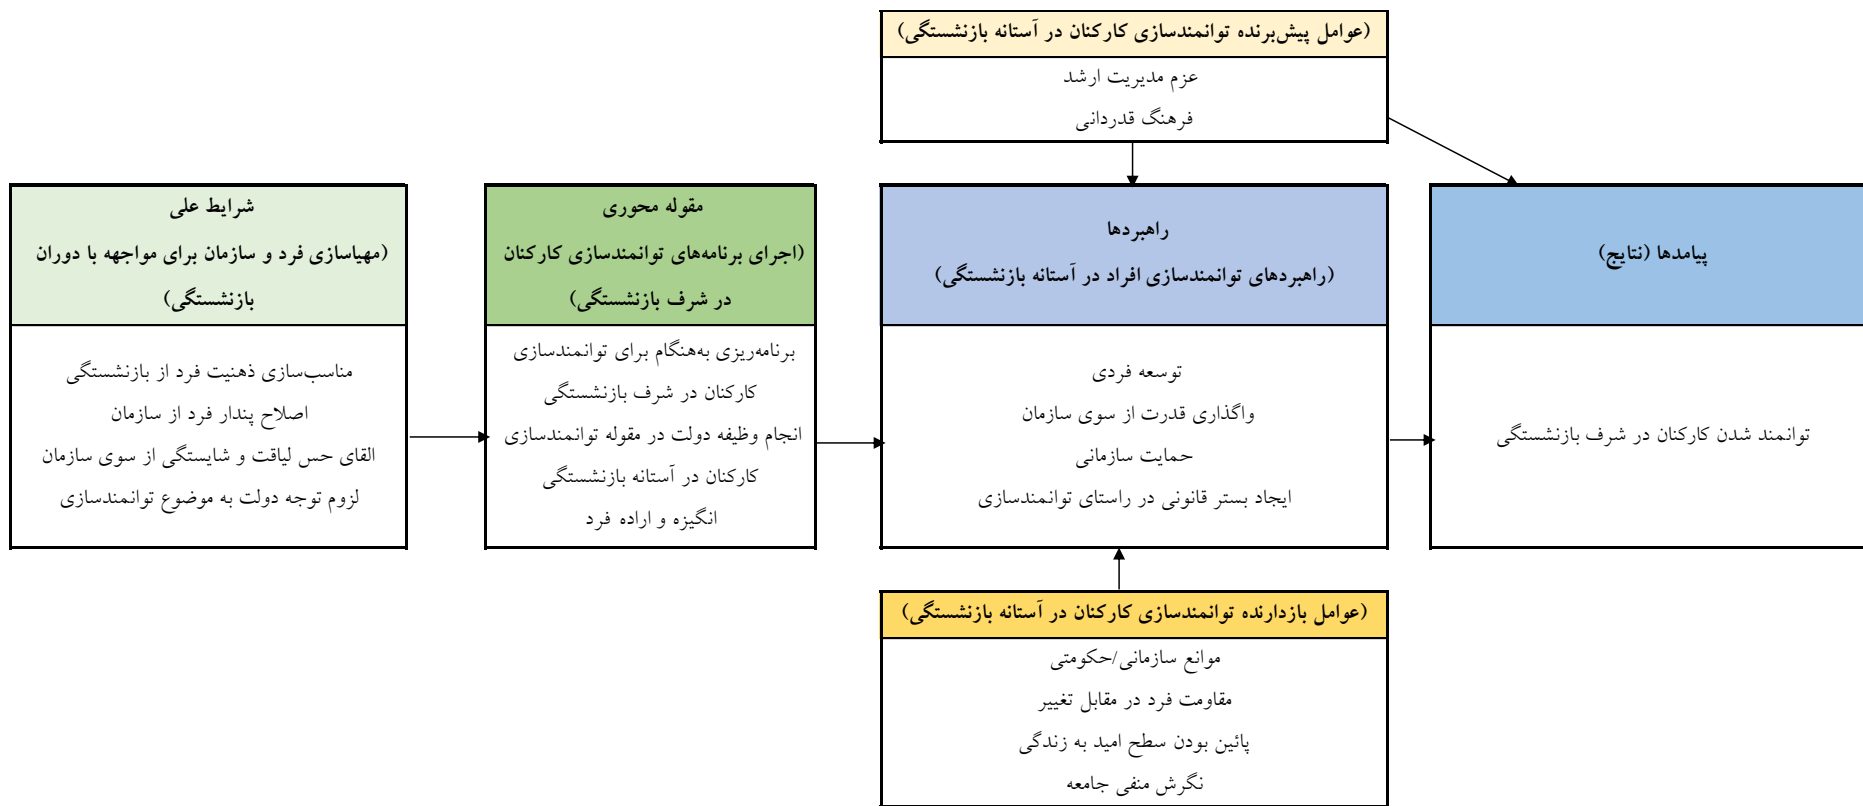 (عوامل پیش‌برنده توانمندسازی کارکنان در آستانه بازنشستگی)
عزم مدیریت ارشد
فرهنگ قدردانی
شرایط علی
(مهیاسازی فرد و سازمان برای مواجهه با دوران
بازنشستگی)
مناسب‌سازی ذهنیت فرد از بازنشستگی
اصلاح پندار فرد از سازمان
القای حس لیاقت و شایستگی از سوی سازمان
لزوم توجه دولت به موضوع توانمندسازی
مقوله محوری
(اجرای برنامه‌های توانمندسازی کارکنان
در شرف بازنشستگی)
برنامه‌ریزی به‌هنگام برای توانمندسازی
کارکنان در شرف بازنشستگی
انجام وظیفه دولت در مقوله توانمندسازی
کارکنان در آستانه بازنشستگی
انگیزه و اراده فرد
راهبردها
(راهبردهای توانمندسازی افراد در آستانه بازنشستگی)
توسعه فردی
واگذاری قدرت از سوی سازمان
حمایت سازمانی
ایجاد بستر قانونی در راستای توانمندسازی
پیامدها (نتایج)
توانمند شدن کارکنان در شرف بازنشستگی
(عوامل بازدارنده توانمندسازی کارکنان در آستانه بازنشستگی)
موانع سازمانی/حکومتی
مقاومت فرد در مقابل تغییر
پائین بودن سطح امید به زندگی
نگرش منفی جامعه